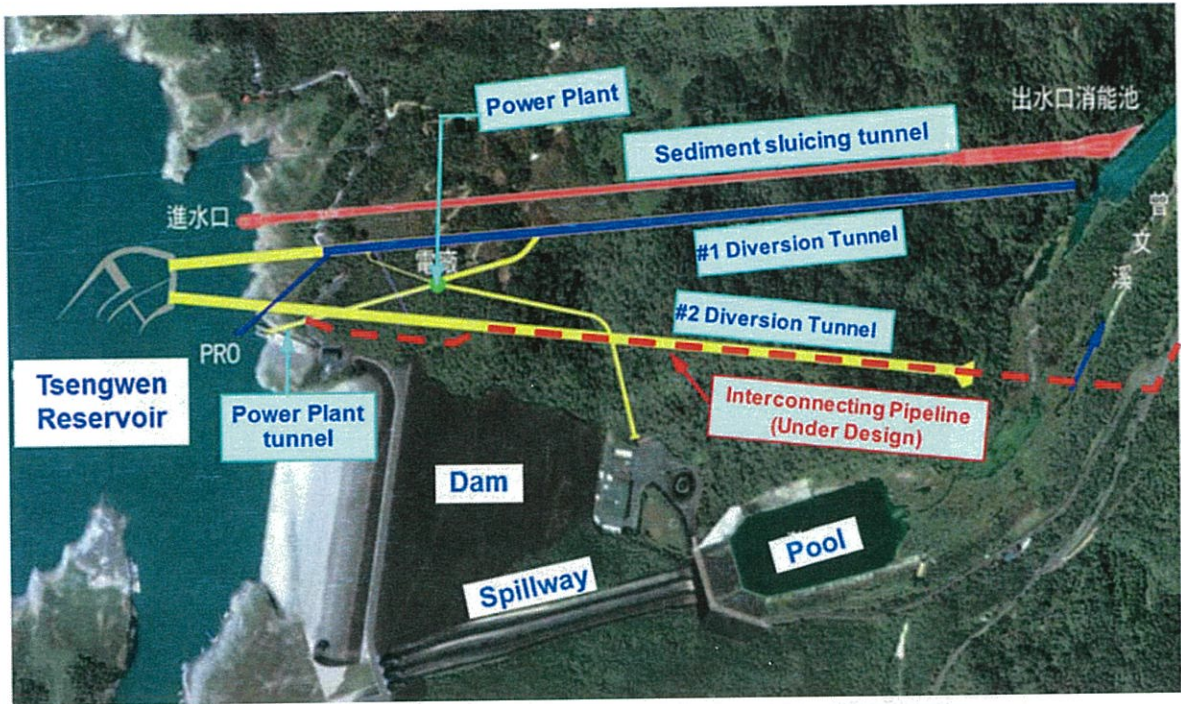 Power Plant
出水口消能池
Sediment sluicing tunnel
進水口
曾
文
溪
#1 Diversion Tunnel
電廠
#2 Diversion Tunnel
PRO
Tsengwen
Reservoir
Power Plant
tunnel
Interconnecting Pipeline
(Under Design)
Dam
Pool
Spillway